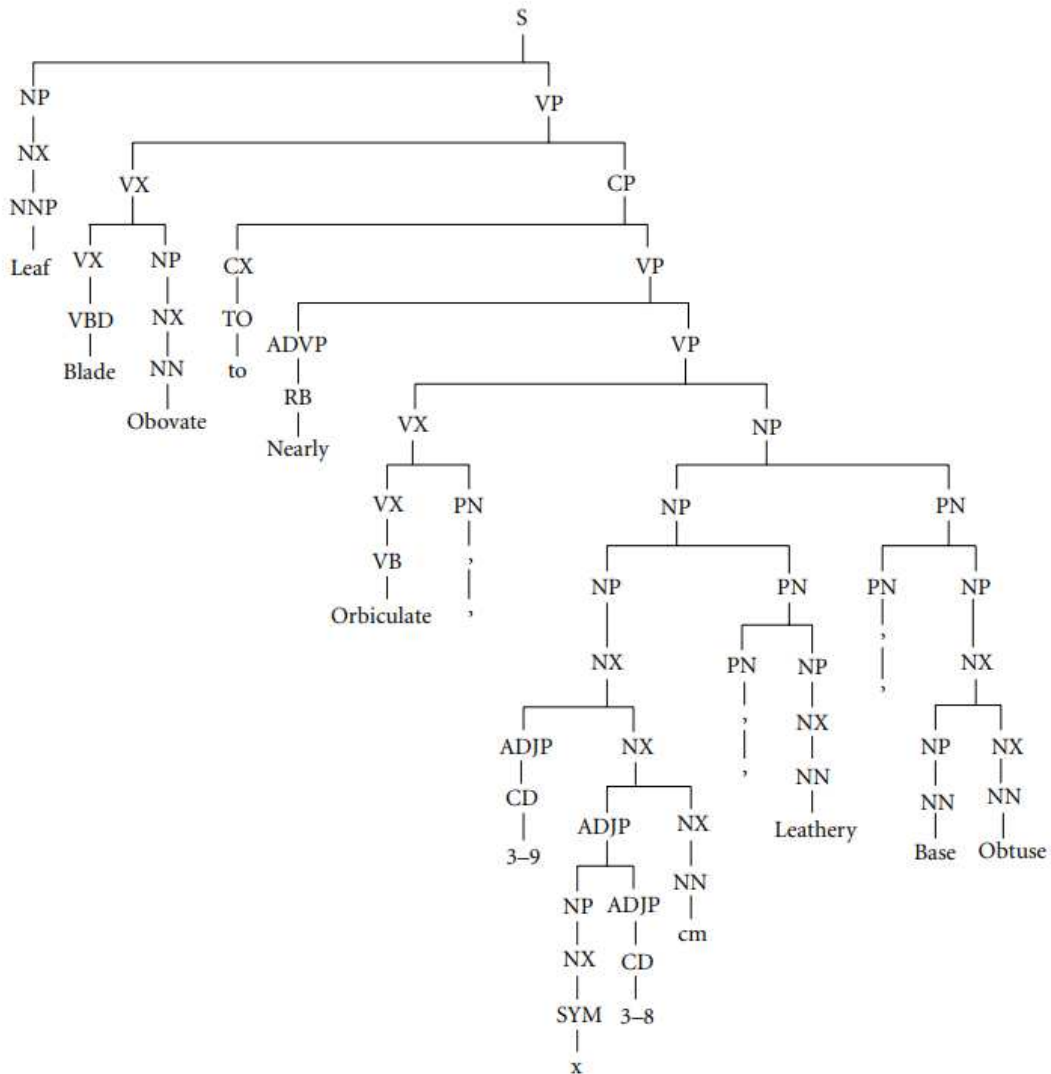 S
NP VP
NX VX CP
NNP
Leaf VX NP CX VP
VBD NX TO ADVP VP
Blade NN to RB
Obovate Nearly VX NP
VX PN NP PN
VB , NP PN PN NP
Orbiculate , NX PN NP , NX
, NX ,
ADJP NX , NN NP NX
CD ADJP NX Leathery NN NN
3–9 NN Base Obtuse
NP ADJP cm
NX CD
SYM 3–8
x